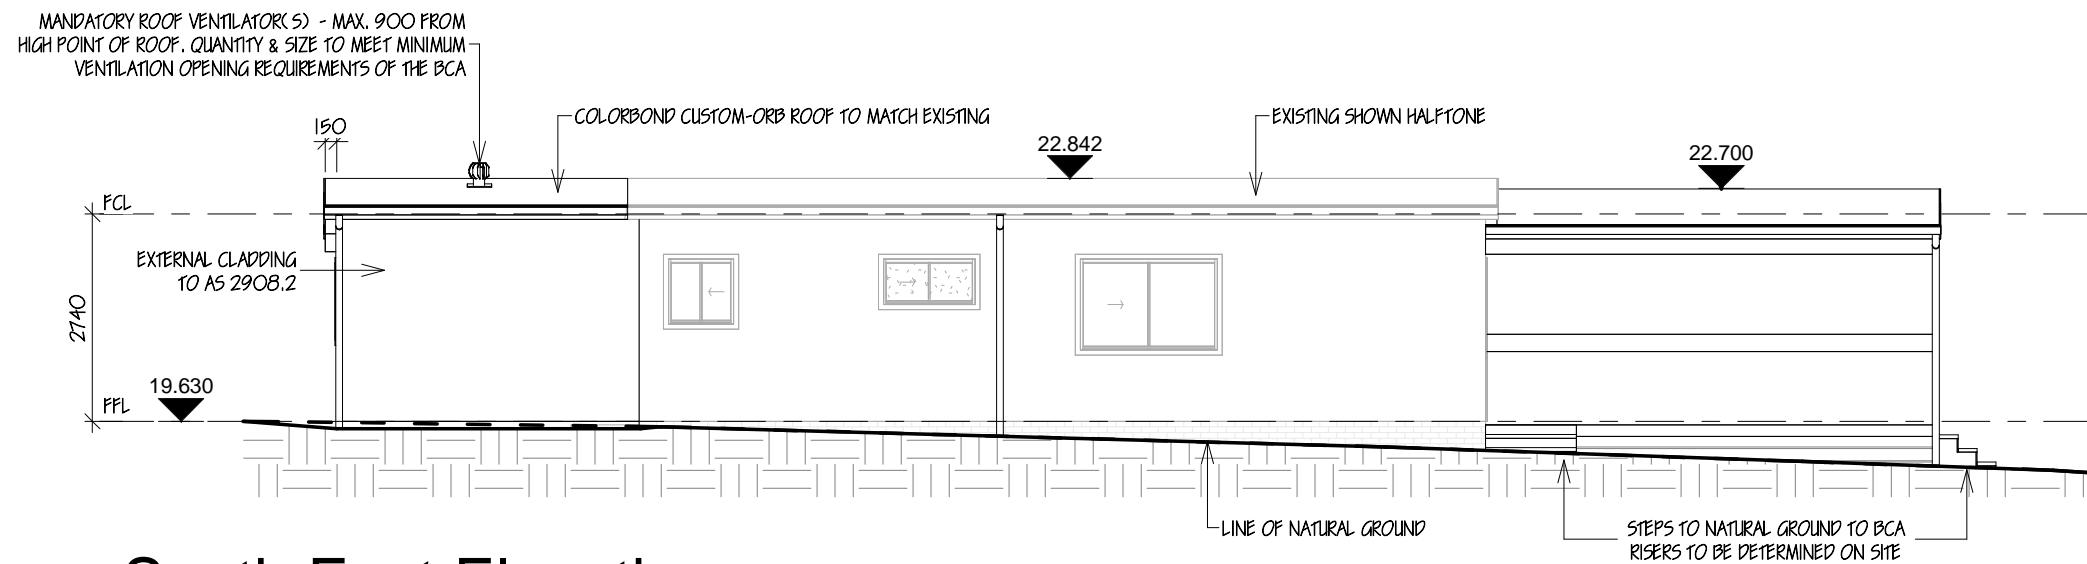 MANDATORY ROOF VENTILATOR(S) - MAX. 900 FROM
HIGH POINT OF ROOF. QUANTITY & SIZE TO MEET MINIMUM
VENTILATION OPENING REQUIREMENTS OF THE BCA
COLORBOND CUSTOM-ORB ROOF TO MATCH EXISTING
EXISTING SHOWN HALFTONE
150
22.842
22.700
FCL
EXTERNAL CLADDING
TO AS 2908.2
2740
19.630
FFL
LINE OF NATURAL GROUND
STEPS TO NATURAL GROUND TO BCA
RISERS TO BE DETERMINED ON SITE